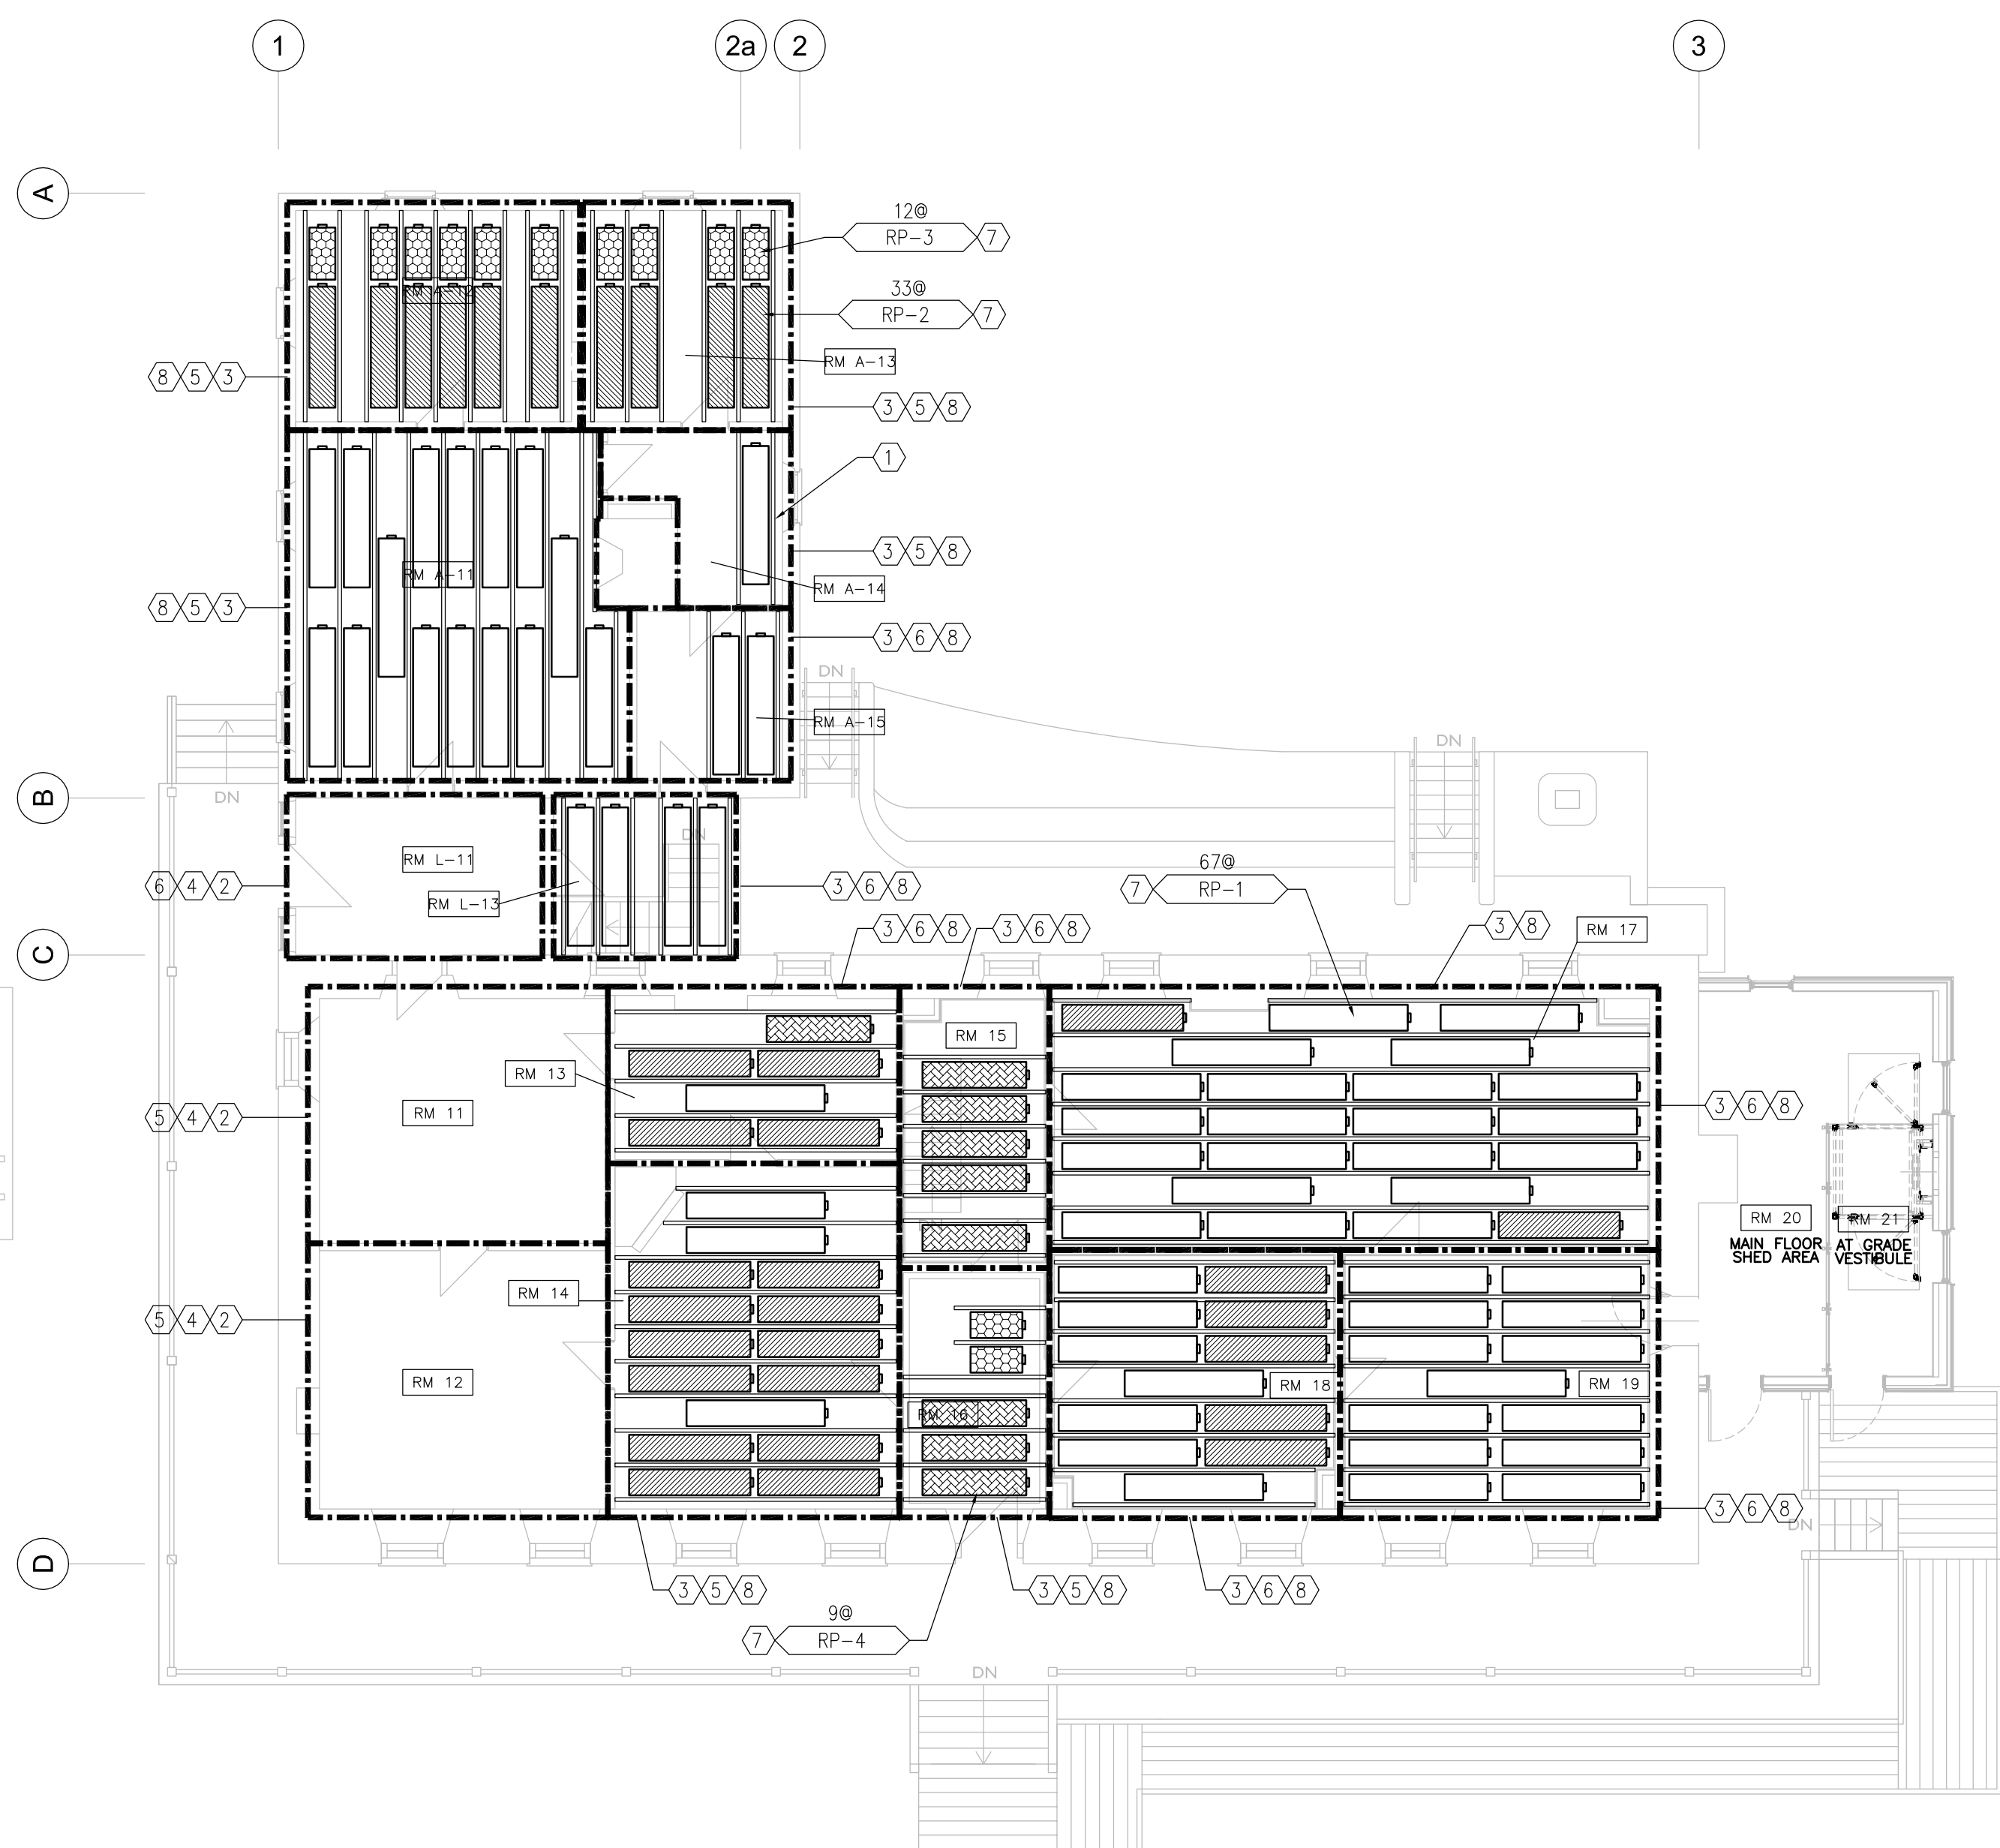 1
2a
2
3
A
12@
RP-3
7
33@
RP-2
7
RM A-12
RM A-13
8 5 3
3 5 8
1
3 5 8
RM A-11
RM A-14
8 5 3
3 6 8
DN
RM A-15
DN
B
DN
DN
RM L-11
67@
6 4 2
RM L-13
3 6 8
7
RP-1
C
3 6 8
3 6 8
3 8
RM 17
RM 15
RM 13
RM 11
5 4 2
3 6 8
RM 20
RM 21
MAIN FLOOR
SHED AREA
AT GRADE
VESTIBULE
RM 14
5 4 2
RM 12
RM 18
RM 19
RM 16
3 6 8
DN
D
3 5 8
3 5 8
3 6 8
9@
7
RP-4
DN